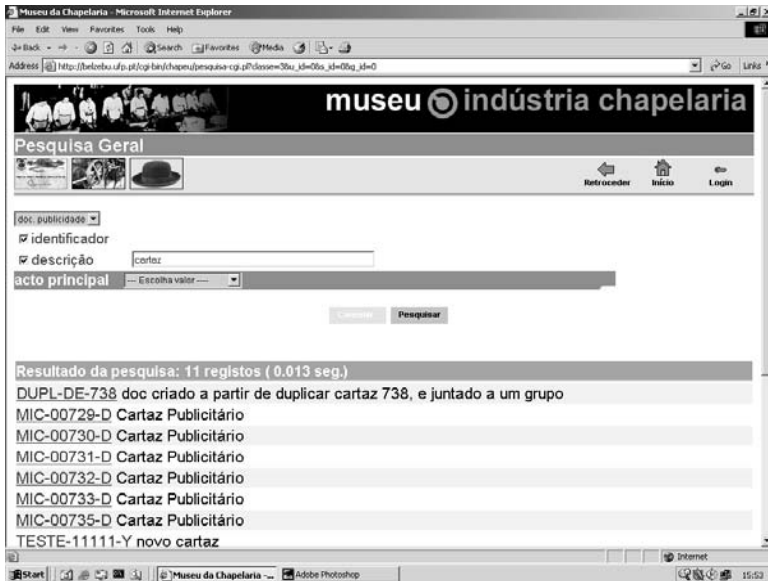 Museu da Chapelaria - Microsoft Internet Explorer
File Edit View Favorites Tools Help
Back Search Favorites Media
Address http://belzebu.ufp.pt/cgi-bin/chapeu/pesquisa-cgi.pl?classe=3&u_id=0&s_id=0&g_id=0 Go Links
museu indústria chapelaria
Pesquisa Geral
Retroceder Início Login
doc. publicidade
identificador
descrição cartaz
acto principal --- Escolha valor ----
Pesquisar
Resultado da pesquisa: 11 registos ( 0.013 seg.)
DUPL-DE-738 doc criado a partir de duplicar cartaz 738, e juntado a um grupo
MIC-00729-D Cartaz Publicitário
MIC-00730-D Cartaz Publicitário
MIC-00731-D Cartaz Publicitário
MIC-00732-D Cartaz Publicitário
MIC-00733-D Cartaz Publicitário
MIC-00735-D Cartaz Publicitário
TESTE-11111-Y novo cartaz
Internet
Start Museu da Chapelaria -... Adobe Photoshop 15:53